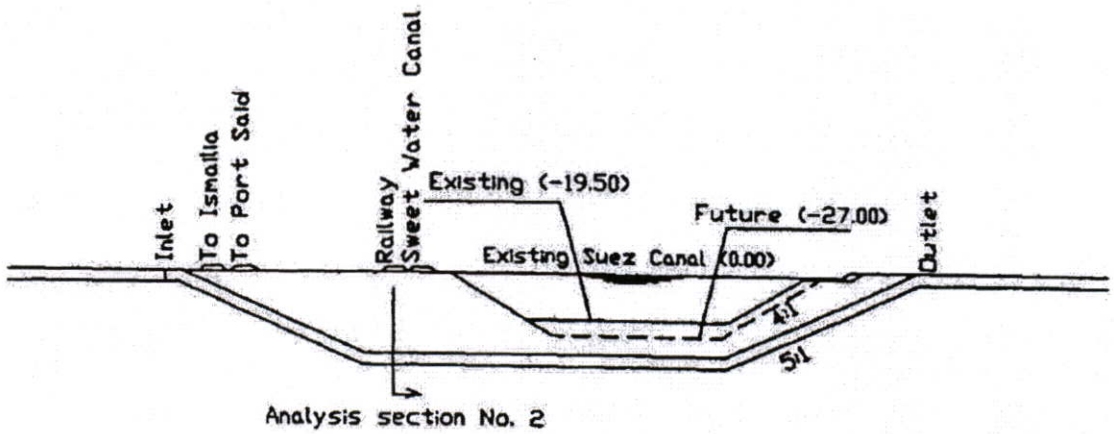 Inlet
To Ismailia
To Port Said
Railway
Sweet Water Canal
Existing (-19.50)
Future (-27.00)
Existing Suez Canal (0.00)
Outlet
4:1
5:1
Analysis section No. 2